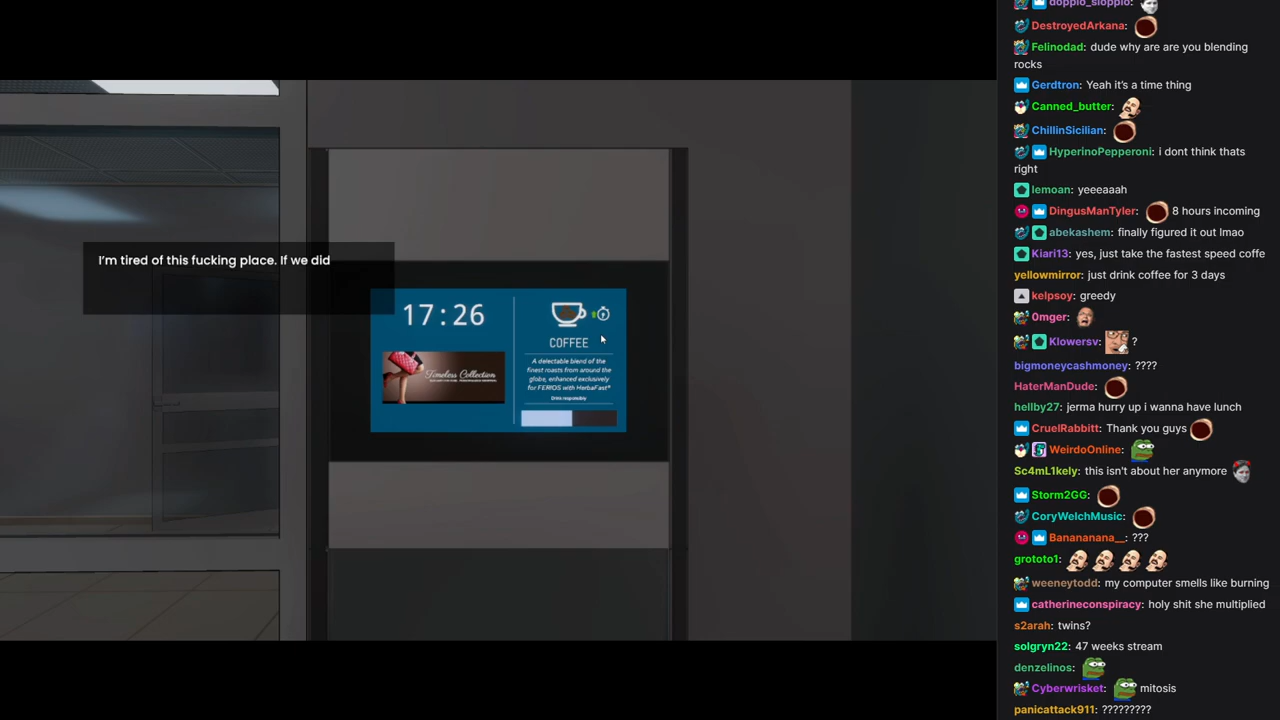 I'm tired of this fucking place. If we did
17:26
Timeless Collection
COFFEE
A delectable blend of the
finest roasts from around the
globe, enhanced exclusively
for FERIOS with HerbaFast®
Drink responsibly
doppio_sloppio:
DestroyedArkana:
Felinodad: dude why are are you blending
rocks
Gerdtron: Yeah it's a time thing
Canned_butter:
ChillinSicilian:
HyperinoPepperoni: i dont think thats
right
lemoan: yeeeaaah
DingusManTyler: 8 hours incoming
abekashem: finally figured it out lmao
Kiari13: yes, just take the fastest speed coffe
yellowmirror: just drink coffee for 3 days
kelpsoy: greedy
0mger:
Klowersv: ?
bigmoneycashmoney: ????
HaterManDude:
hellby27: jerma hurry up i wanna have lunch
CruelRabbitt: Thank you guys
WeirdoOnline:
Sc4mL1kely: this isn't about her anymore
Storm2GG:
CoryWelchMusic:
Banananana__: ???
grototo1:
weeneytodd: my computer smells like burning
catherineconspiracy: holy shit she multiplied
s2arah: twins?
solgryn22: 47 weeks stream
denzelinos:
Cyberwrisket: mitosis
panicattack911: ?????????